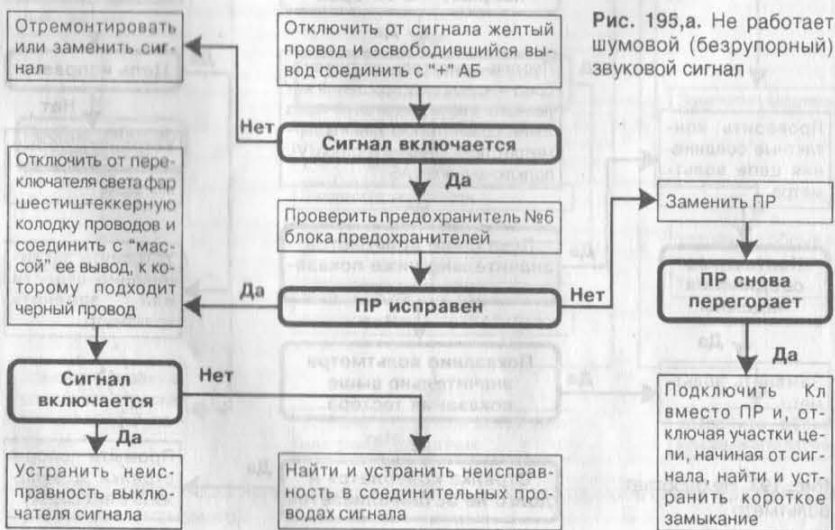 Отремонтировать
или заменить сиг-
нал
Отключить от сигнала желтый
провод и освободившийся вы-
вод соединить с "+" АБ
Рис. 195,а. Не работает
шумовой (безрупорный)
звуковой сигнал
Нет
Сигнал включается
Да
Отключить от пере-
ключателя света фар
шестиштеккерную
колодку проводов и
соединить с "мас-
сой" ее вывод, к ко-
торому подходит
черный провод
Проверить предохранитель №6
блока предохранителей
Заменить ПР
Да
ПР исправен
Нет
ПР снова
перегорает
Да
Сигнал
включается
Нет
Да
Устранить неис-
правность выклю-
чателя сигнала
Найти и устранить неисправ-
ность в соединительных про-
водах сигнала
Подключить Кл
вместо ПР и, от-
ключая участки це-
пи, начиная от сиг-
нала, найти и уст-
ранить короткое
замыкание